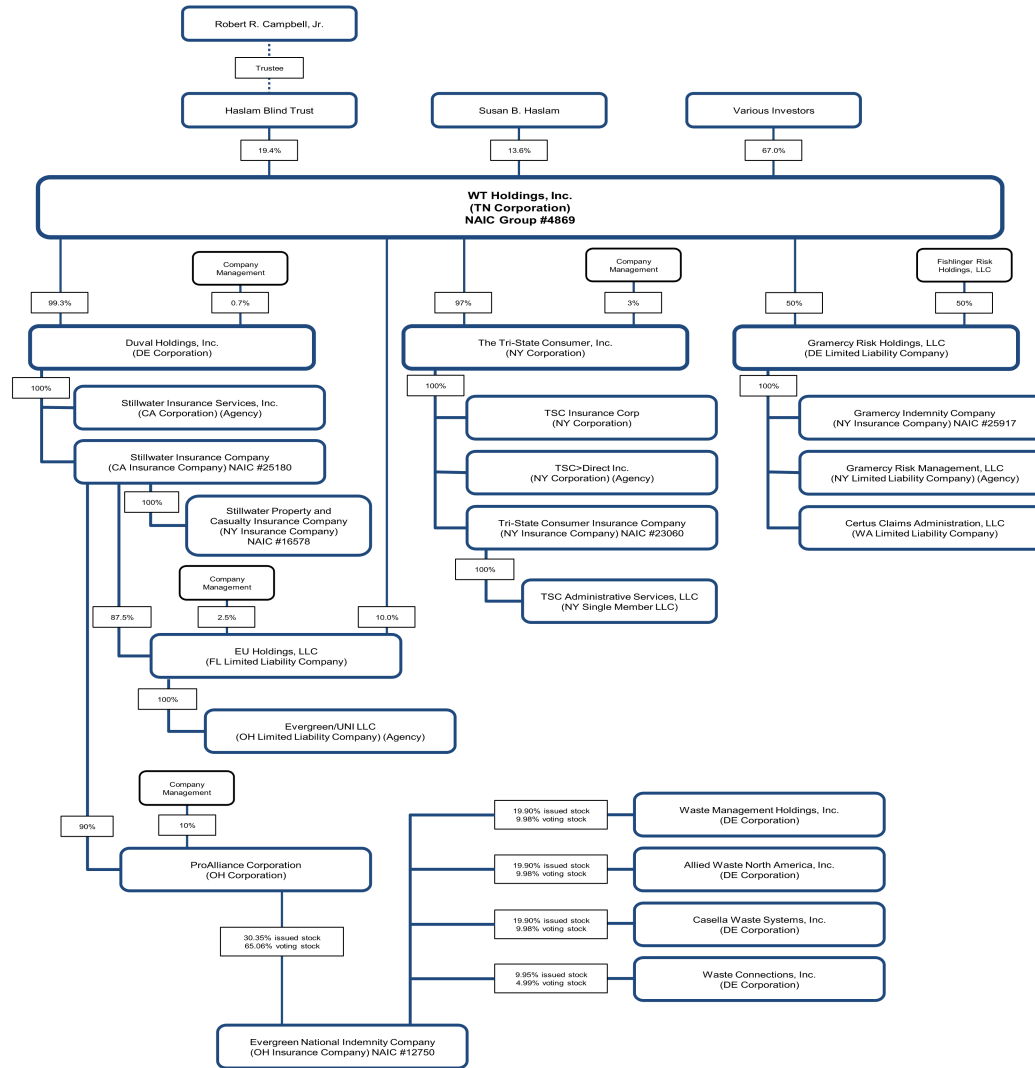 Robert R. Campbell, Jr.
Trustee
Haslam Blind Trust
Susan B. Haslam
Various Investors
19.4%
13.6%
67.0%
WT Holdings, Inc.
(TN Corporation)
NAIC Group #4869
Company
Management
Company
Management
Fishlinger Risk
Holdings, LLC
99.3%
0.7%
97%
3%
50%
50%
Duval Holdings, Inc.
(DE Corporation)
The Tri-State Consumer, Inc.
(NY Corporation)
Gramercy Risk Holdings, LLC
(DE Limited Liability Company)
100%
100%
100%
Stillwater Insurance Services, Inc.
(CA Corporation) (Agency)
TSC Insurance Corp
(NY Corporation)
Gramercy Indemnity Company
(NY Insurance Company) NAIC #25917
Stillwater Insurance Company
(CA Insurance Company) NAIC #25180
TSC>Direct Inc.
(NY Corporation) (Agency)
Gramercy Risk Management, LLC
(NY Limited Liability Company) (Agency)
100%
Stillwater Property and
Casualty Insurance Company
(NY Insurance Company)
NAIC #16578
Tri-State Consumer Insurance Company
(NY Insurance Company) NAIC #23060
Certus Claims Administration, LLC
(WA Limited Liability Company)
100%
Company
Management
TSC Administrative Services, LLC
(NY Single Member LLC)
87.5%
2.5%
10.0%
EU Holdings, LLC
(FL Limited Liability Company)
100%
Evergreen/UNI LLC
(OH Limited Liability Company) (Agency)
Company
Management
90%
10%
19.90% issued stock
9.98% voting stock
Waste Management Holdings, Inc.
(DE Corporation)
ProAlliance Corporation
(OH Corporation)
19.90% issued stock
9.98% voting stock
Allied Waste North America, Inc.
(DE Corporation)
30.35% issued stock
65.06% voting stock
19.90% issued stock
9.98% voting stock
Casella Waste Systems, Inc.
(DE Corporation)
9.95% issued stock
4.99% voting stock
Waste Connections, Inc.
(DE Corporation)
Evergreen National Indemnity Company
(OH Insurance Company) NAIC #12750